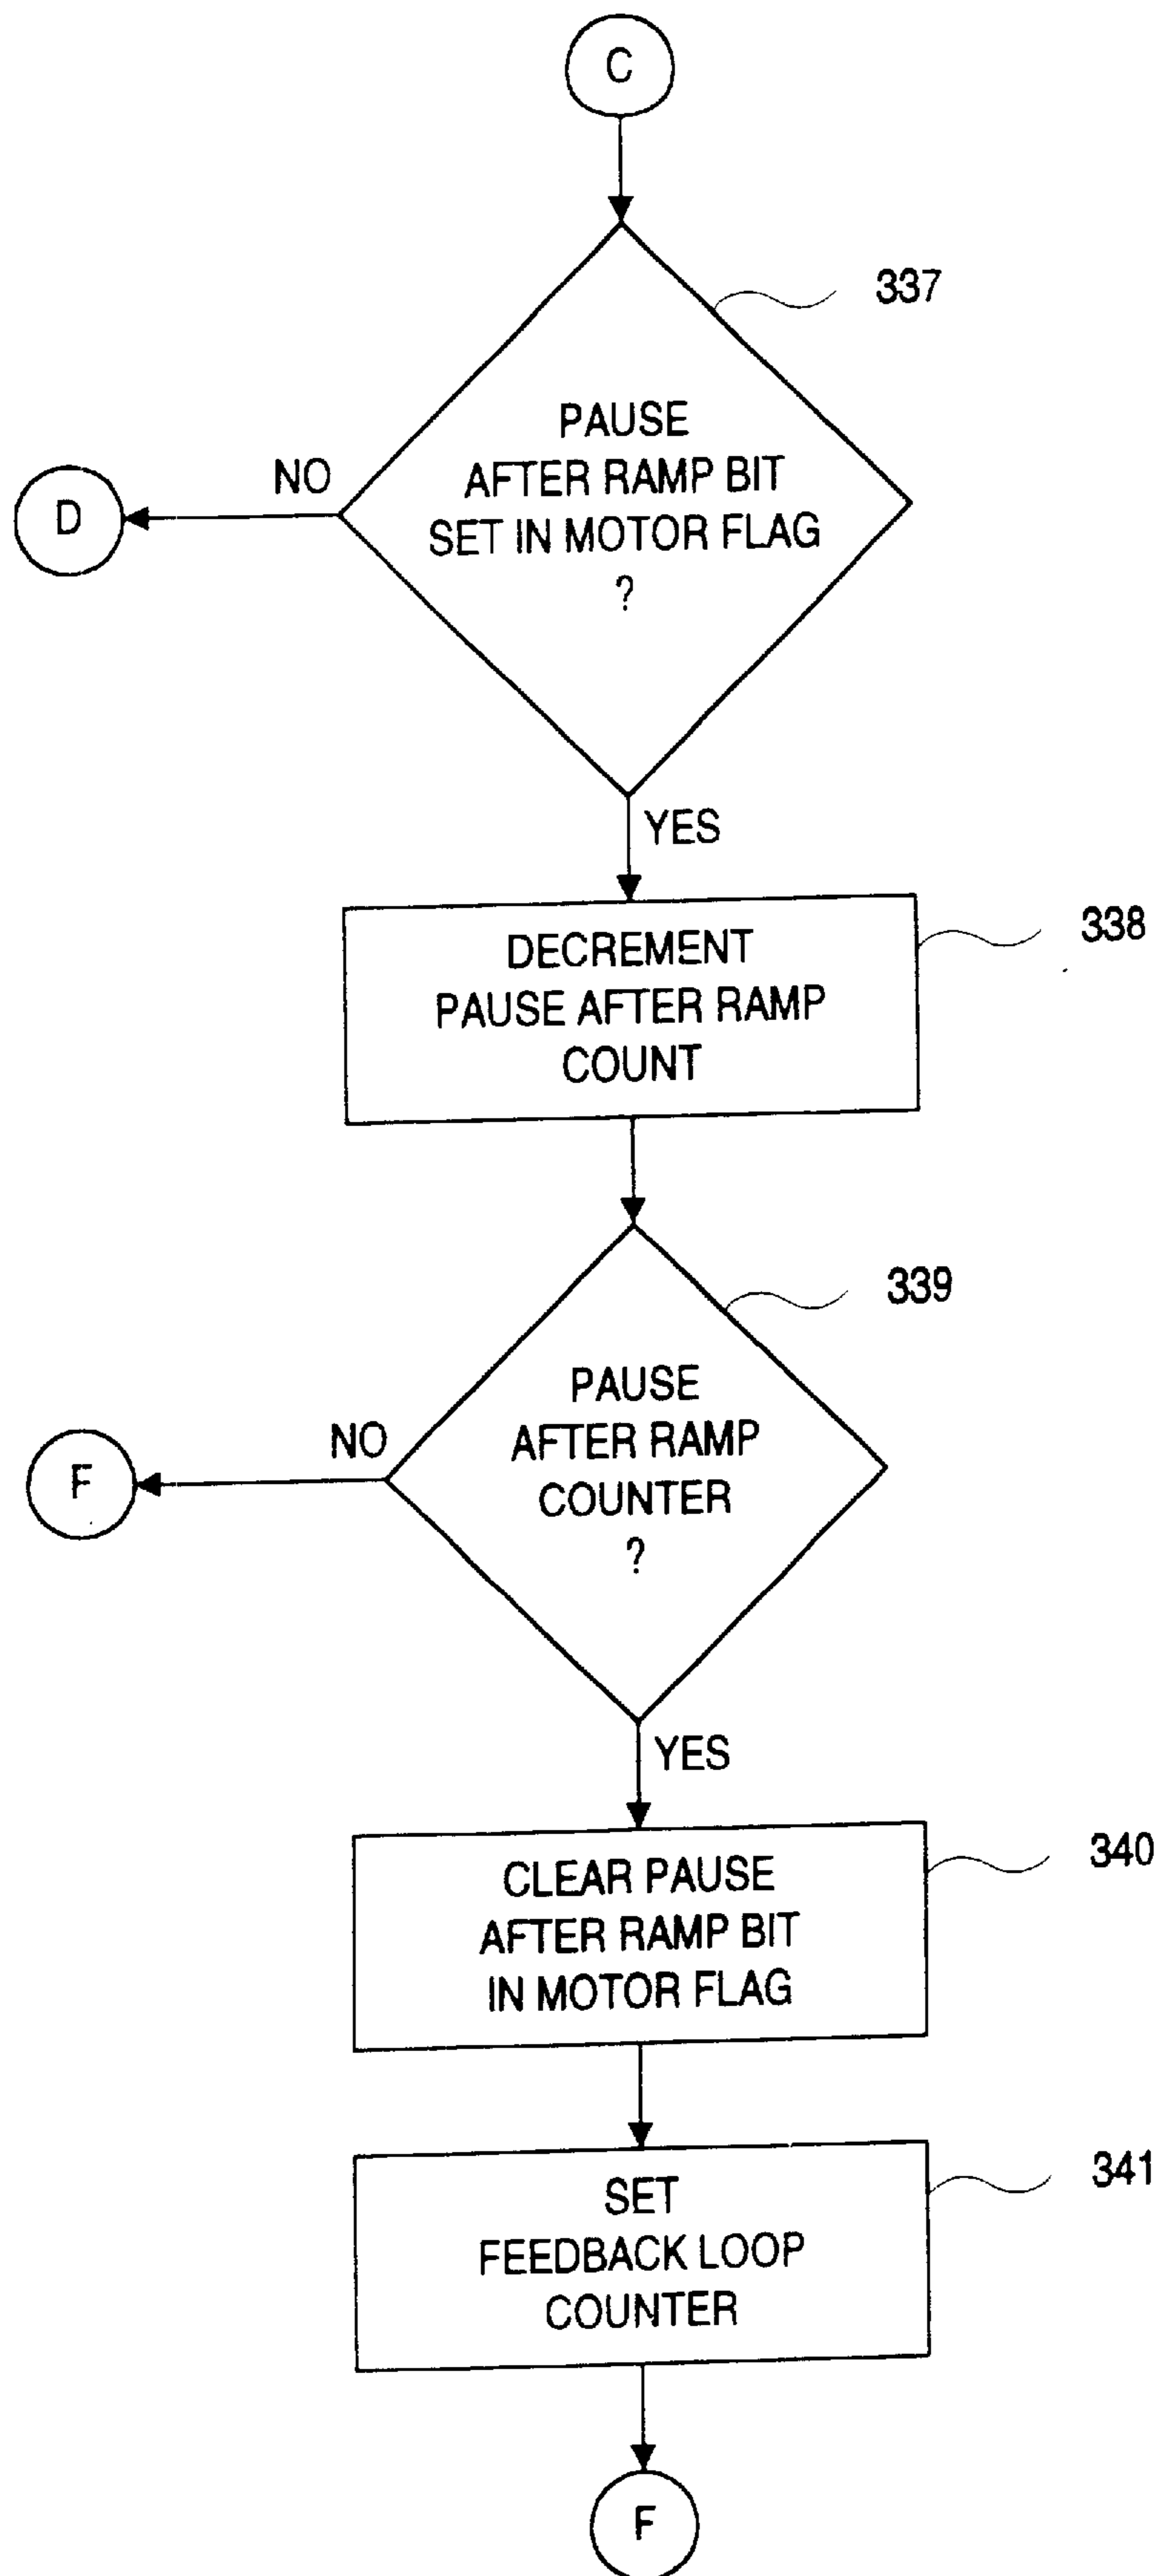 C
337
PAUSE
AFTER RAMP BIT
SET IN MOTOR FLAG
?
NO
D
YES
338
DECREMENT
PAUSE AFTER RAMP
COUNT
339
PAUSE
AFTER RAMP
COUNTER
?
NO
F
YES
340
CLEAR PAUSE
AFTER RAMP BIT
IN MOTOR FLAG
341
SET
FEEDBACK LOOP
COUNTER
F